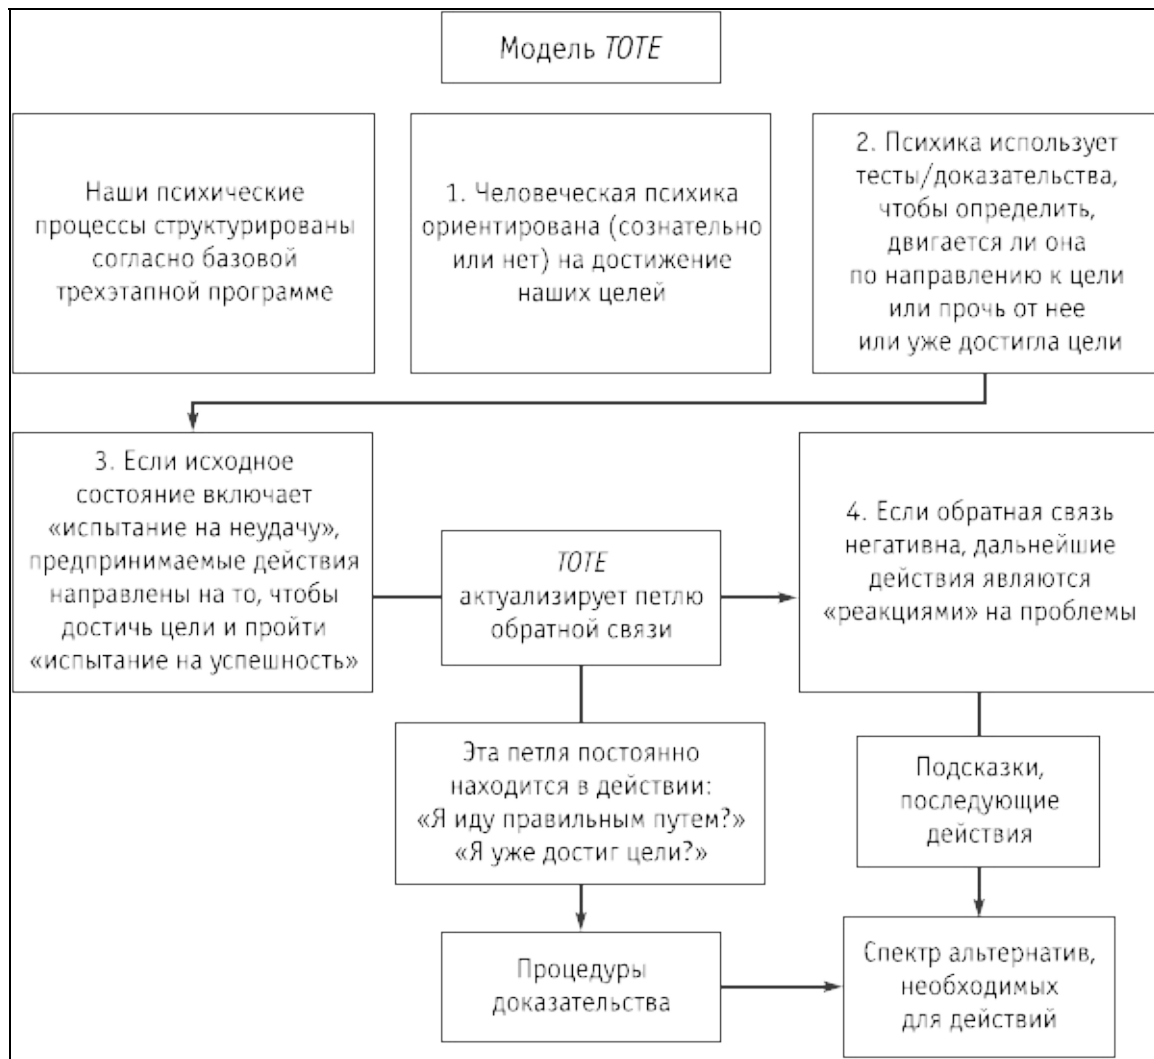 Модель TOTE
Наши психические
процессы структурированы
согласно базовой
трехэтапной программе
1. Человеческая психика
ориентирована (сознательно
или нет) на достижение
наших целей
2. Психика использует
тесты/доказательства,
чтобы определить,
двигается ли она
по направлению к цели
или прочь от нее
или уже достигла цели
3. Если исходное
состояние включает
«испытание на неудачу»,
предпринимаемые действия
направлены на то, чтобы
достичь цели и пройти
«испытание на успешность»
TOTE
актуализирует петлю
обратной связи
4. Если обратная связь
негативна, дальнейшие
действия являются
«реакциями» на проблемы
Эта петля постоянно
находится в действии:
«Я иду правильным путем?»
«Я уже достиг цели?»
Подсказки,
последующие
действия
Процедуры
доказательства
Спектр альтернатив,
необходимых
для действий